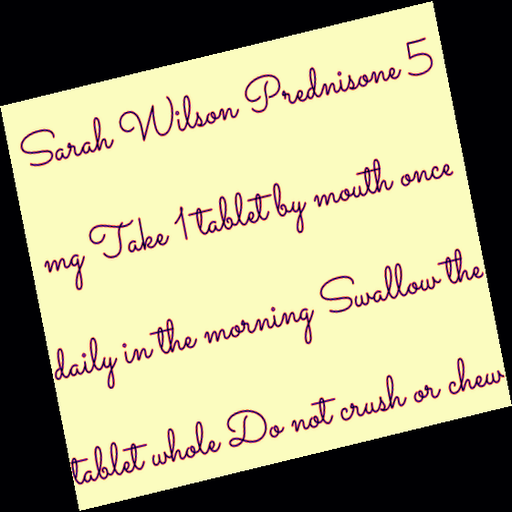 Sarah Wilson Prednisone 5
mg Take 1 tablet by mouth once
daily in the morning Swallow the
tablet whole Do not crush or chew